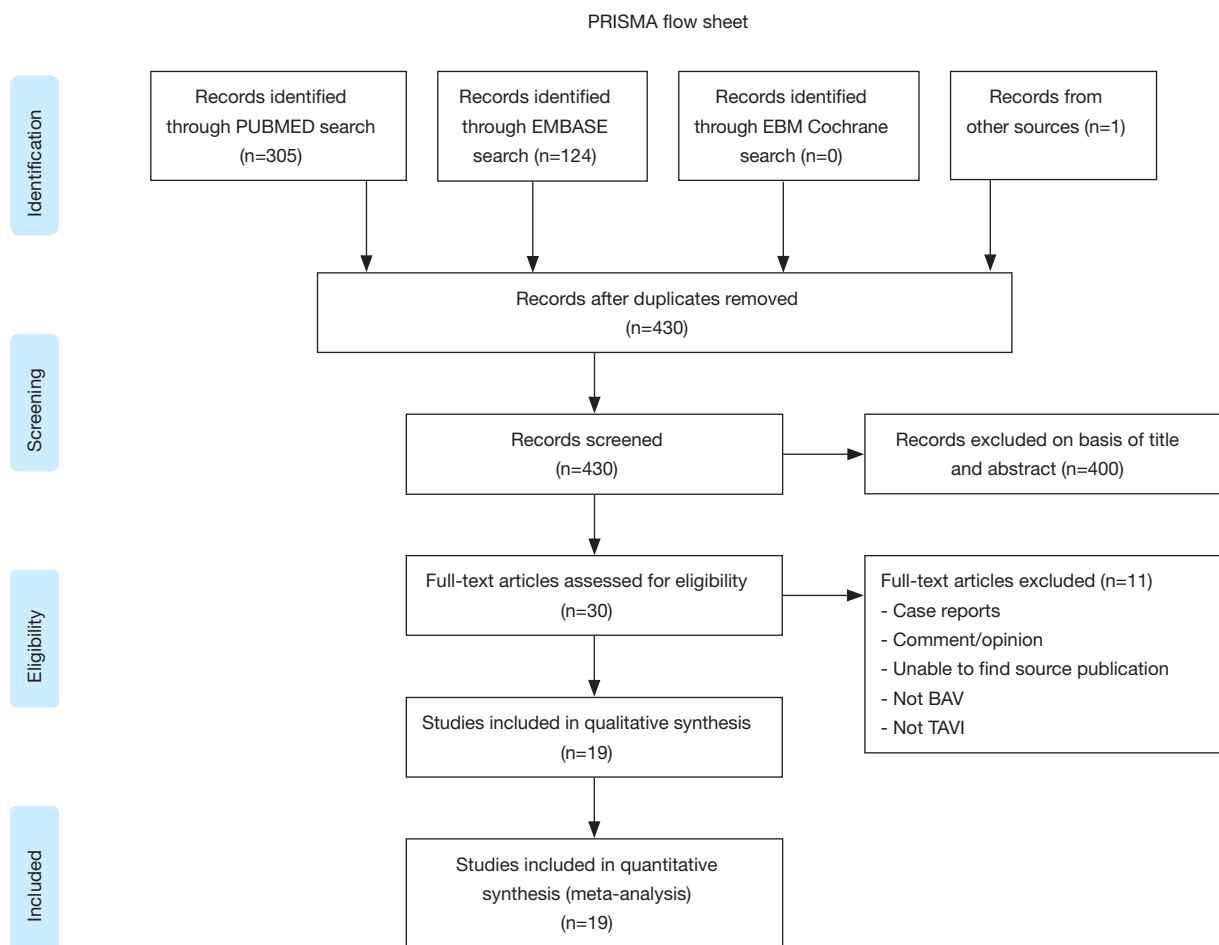 PRISMA flow sheet
Identification
Records identified
through PUBMED search
(n=305)
Records identified
through EMBASE
search (n=124)
Records identified
through EBM Cochrane
search (n=0)
Records from
other sources (n=1)
Records after duplicates removed
(n=430)
Screening
Records screened
(n=430)
Records excluded on basis of title
and abstract (n=400)
Eligibility
Full-text articles assessed for eligibility
(n=30)
Full-text articles excluded (n=11)
- Case reports
- Comment/opinion
- Unable to find source publication
- Not BAV
- Not TAVI
Studies included in qualitative synthesis
(n=19)
Included
Studies included in quantitative
synthesis (meta-analysis)
(n=19)